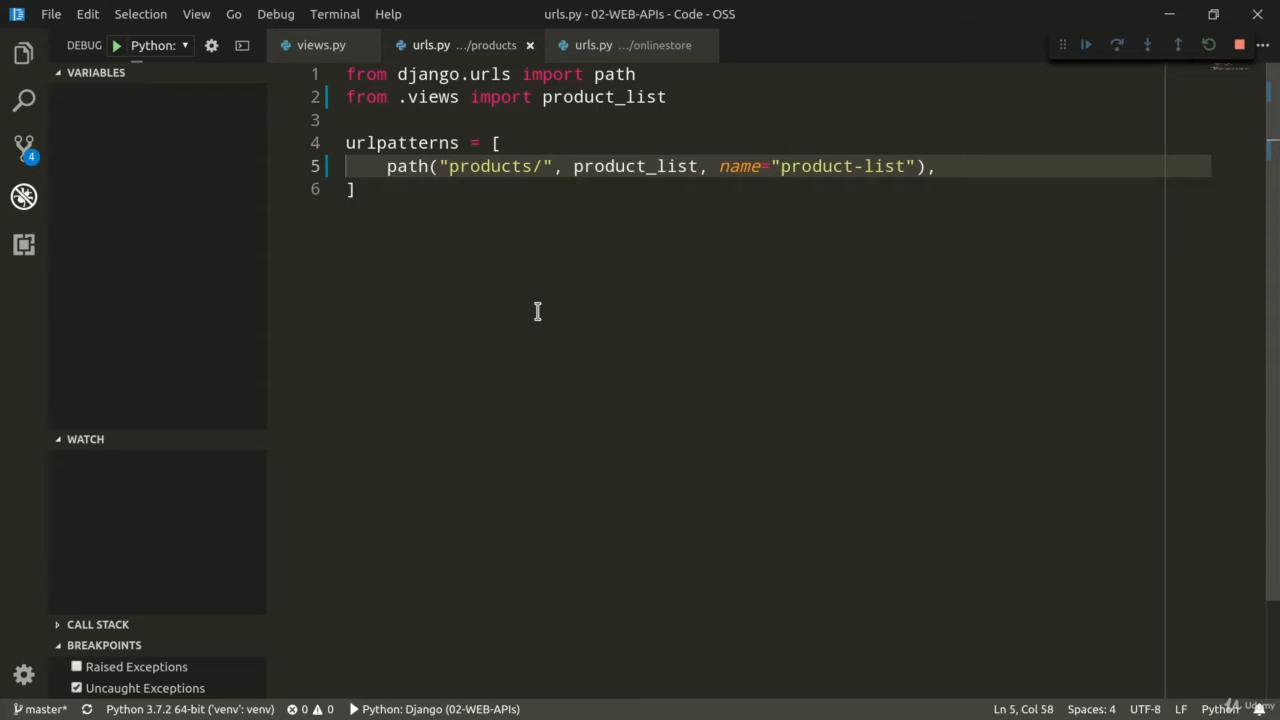 File Edit Selection View Go Debug Terminal Help urls.py - 02-WEB-APIs - Code - OSS
DEBUG Python: views.py urls.py .../products urls.py .../onlinestore
VARIABLES
1 from django.urls import path
2 from .views import product_list
3
4 urlpatterns = [
5 path("products/", product_list, name="product-list"),
6 ]
WATCH
CALL STACK
BREAKPOINTS
Raised Exceptions
Uncaught Exceptions
4
master* Python 3.7.2 64-bit ('venv': venv) 0 0 Python: Django (02-WEB-APIs) Ln 5, Col 58 Spaces: 4 UTF-8 LF Python
Udemy